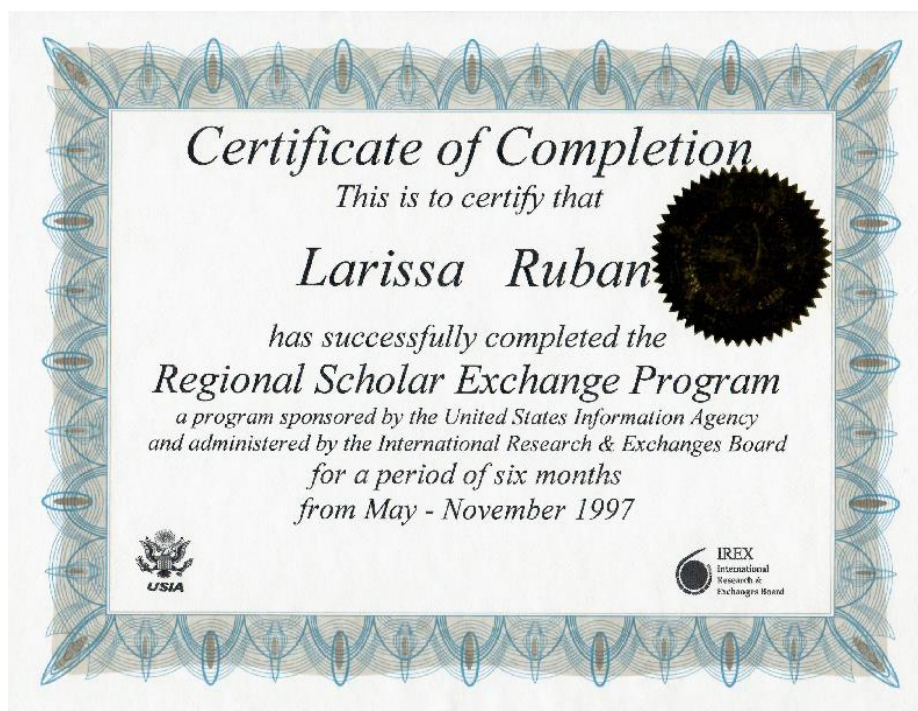 Certificate of Completion
This is to certify that
Larissa Ruban
has successfully completed the
Regional Scholar Exchange Program
a program sponsored by the United States Information Agency
and administered by the International Research & Exchanges Board
for a period of six months
from May - November 1997
USIA
IREX
International
Research &
Exchanges Board